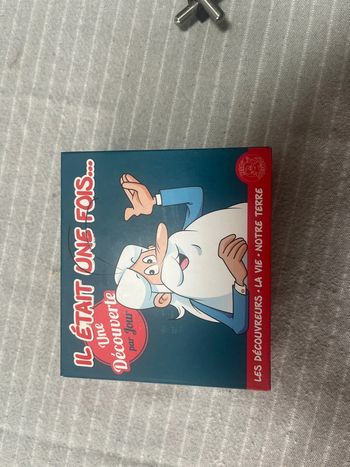 IL ÉTAIT UNE FOIS...
Une
Découverte
par Jour
LES DÉCOUVREURS • LA VIE • NOTRE TERRE